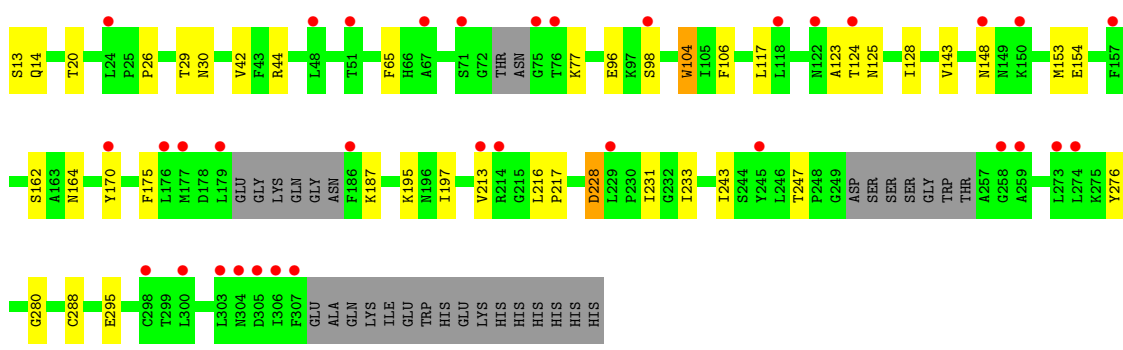 S13 Q14 T20 L24 P25 P26 T29 N30 V42 F43 R44 L48 T51 F65 H66 A67 S71 G72 THR ASN G75 T76 K77 E96 K97 S98 W104 I105 F106 L117 L118 N122 A123 T124 N125 I128 V143 N148 N149 K150 M153 E154 F157
S162 A163 N164 Y170 F175 L176 M177 D178 L179 GLU GLY LYS GLN GLY ASN F186 K187 K195 N196 I197 V213 R214 G215 L216 P217 D228 L229 P230 I231 G232 I233 I243 S244 Y245 L246 T247 P248 G249 ASP SER SER SER GLY TRP THR A257 G258 A259 L273 L274 K275 Y276
G280 C288 E295 C298 T299 L300 L303 N304 D305 I306 F307 GLU ALA GLN LYS ILE GLU TRP HIS GLU LYS HIS HIS HIS HIS HIS HIS